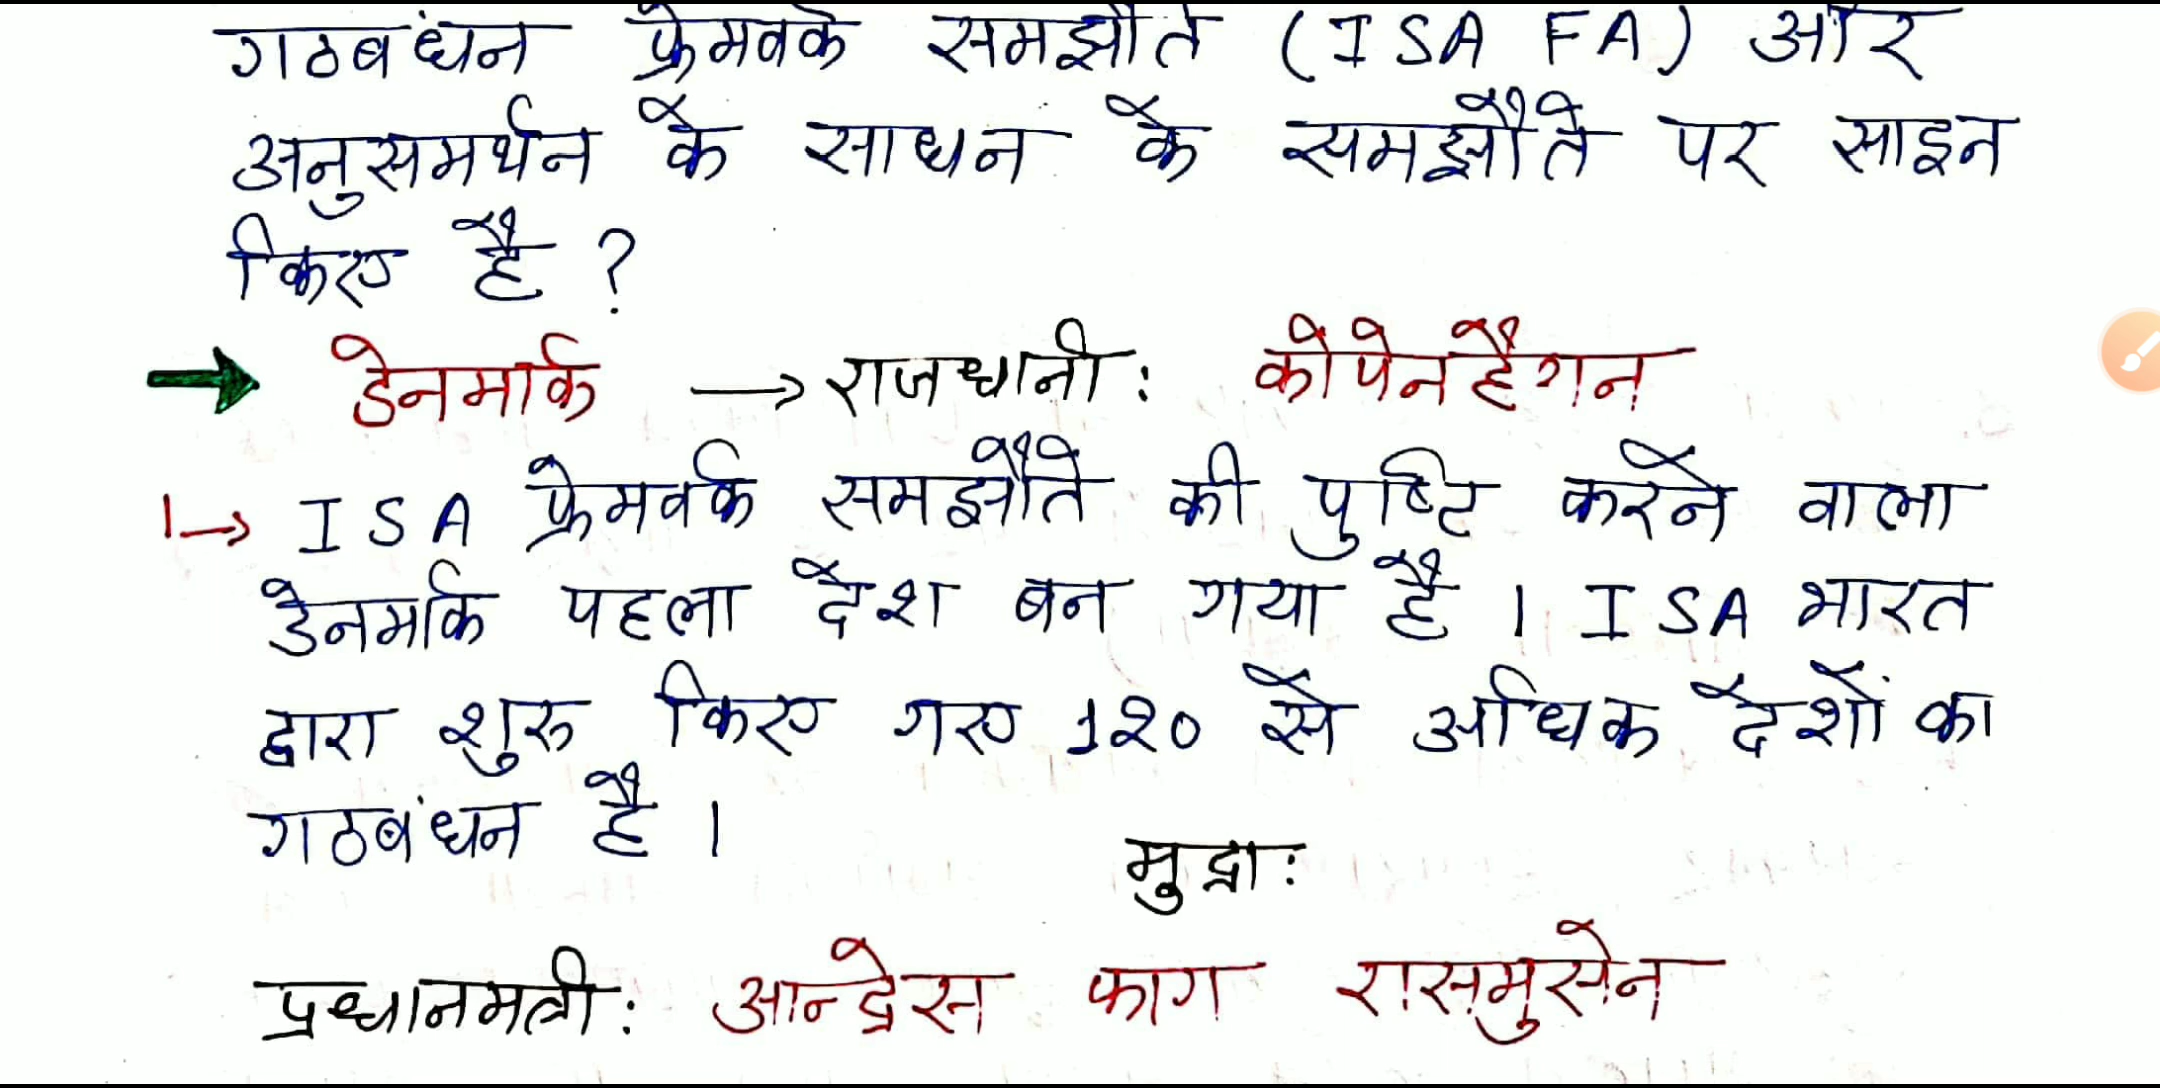 गठबंधन फ्रेमवर्क समझौते (ISA FA) और
अनुसमर्थन के साधन के समझौते पर साइन
किए है ?
→ डेनमार्क → राजधानी : कोपेनहैगन
1→ ISA फ्रेमवर्क समझौते की पुष्टि करने वाला
डेनमार्क पहला देश बन गया है । ISA भारत
द्वारा शुरू किए गए 120 से अधिक देशों का
गठबंधन है ।
मुद्रा :
प्रधानमत्री : आन्द्रेस फाग रासमुसेन